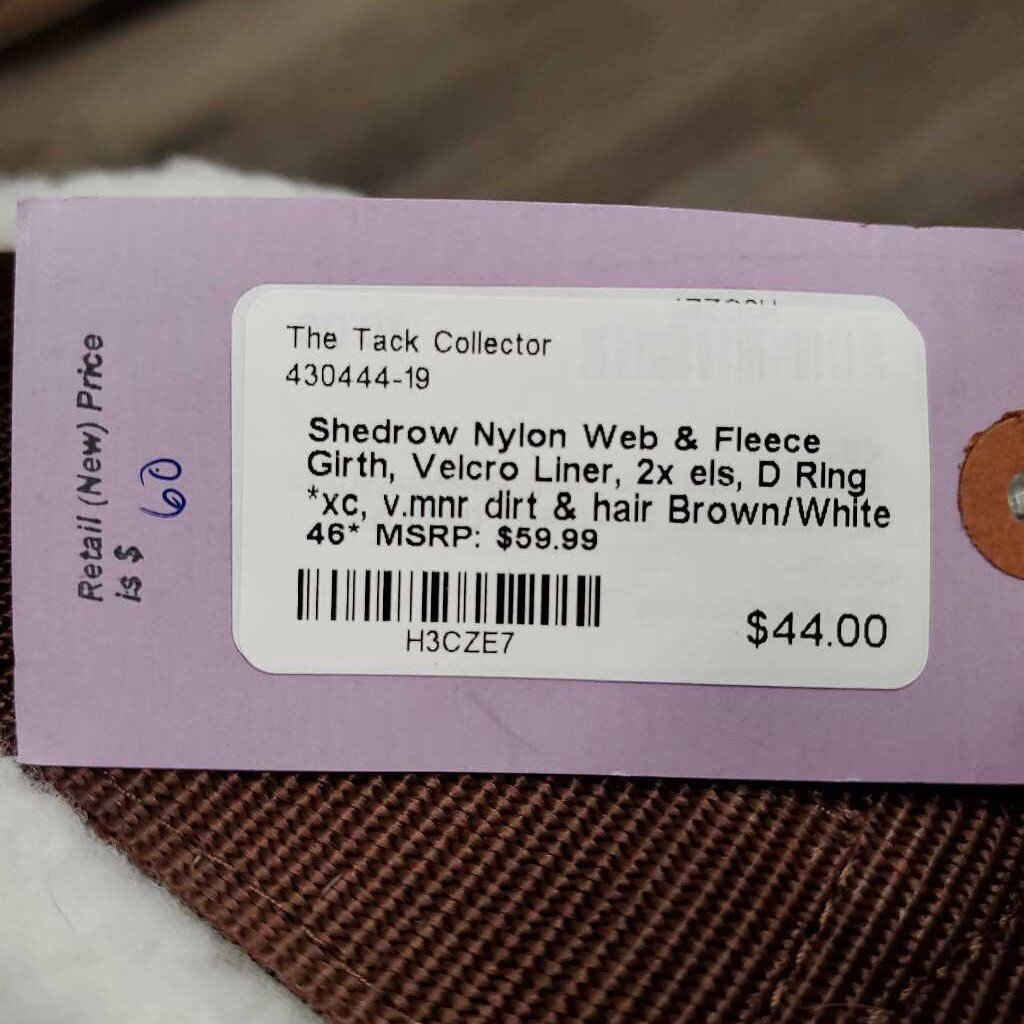 The Tack Collector
430444-19
Shedrow Nylon Web & Fleece
Girth, Velcro Liner, 2x els, D Ring
*xc, v.mnr dirt & hair Brown/White
46* MSRP: $59.99
H3CZE7
$44.00
Retail (New) Price
is $
60